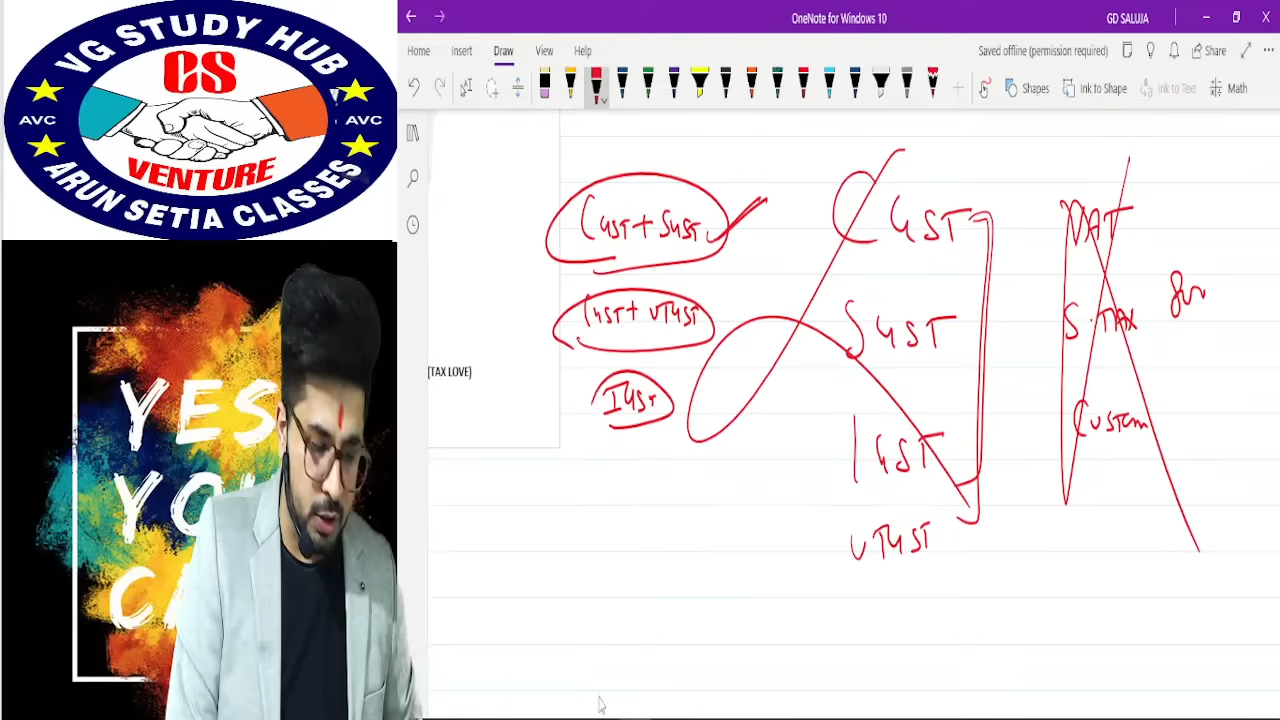 VG STUDY HUB
CS
AVC
AVC
VENTURE
ARUN SETIA CLASSES
YES
YOU
CA
OneNote for Windows 10
GD SALUJA
Home Insert Draw View Help
Saved offline (permission required)
Share
Shapes
Ink to Shape
Ink to Text
Math
(TAX LOVE)
CGST + SGST
CGST + UTGST
IGST
CGST
SGST
IGST
UTGST
VAT
S. TAX
Custom